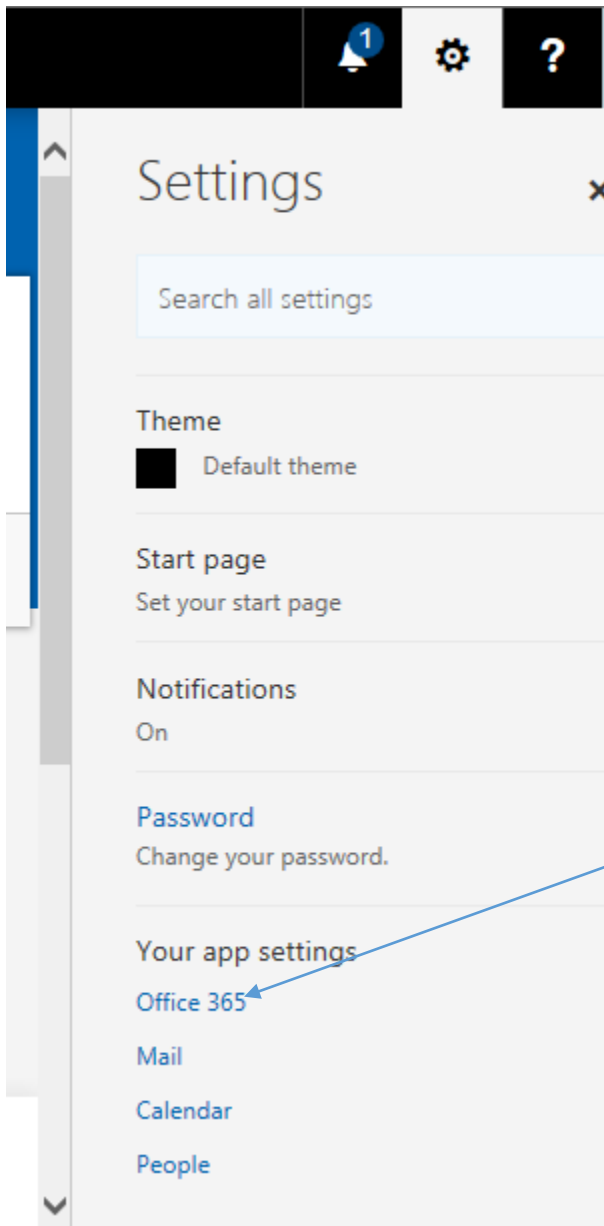 1
?
Settings
Search all settings
Theme
Default theme
Start page
Set your start page
Notifications
On
Password
Change your password.
Your app settings
Office 365
Mail
Calendar
People